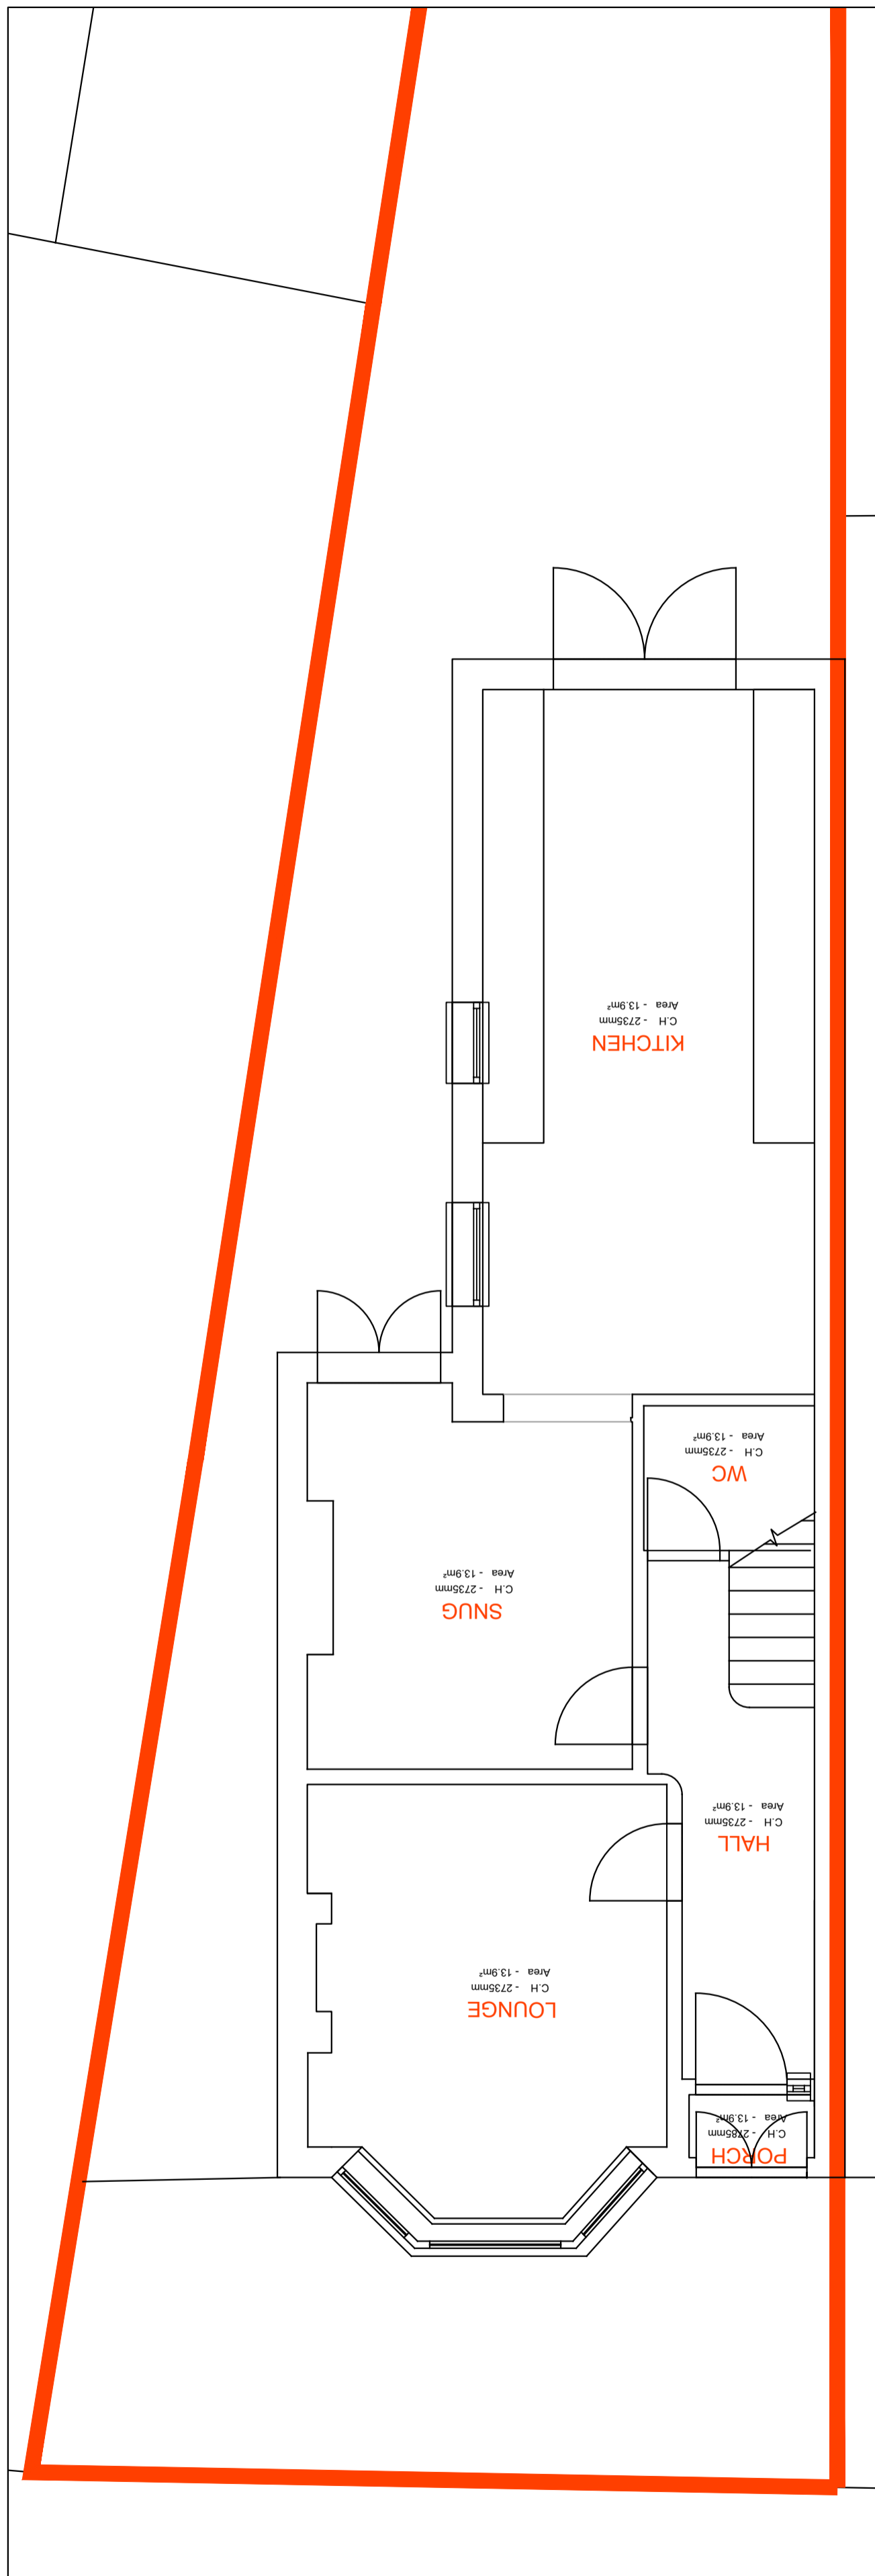 PORCH
C.H - 2785mm
Area - 13.9m²
LOUNGE
C.H - 2735mm
Area - 13.9m²
HALL
C.H - 2735mm
Area - 13.9m²
SNUG
C.H - 2735mm
Area - 13.9m²
WC
C.H - 2735mm
Area - 13.9m²
KITCHEN
C.H - 2735mm
Area - 13.9m²